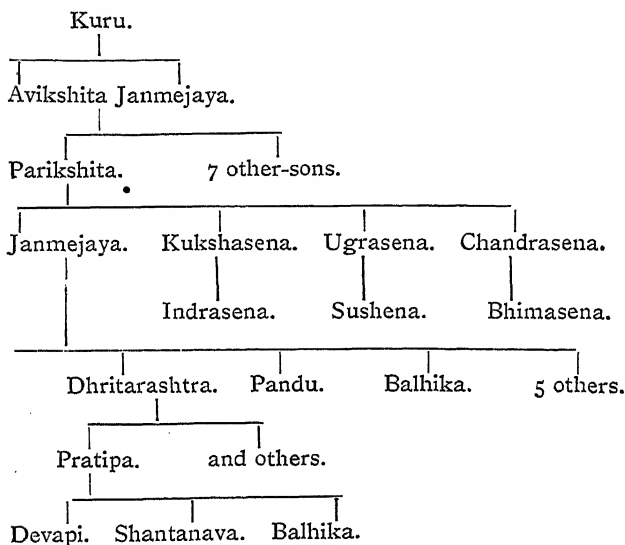 Kuru.
Avikshita Janmejaya.
Parikshita. 7 other-sons.
Janmejaya. Kukshasena. Ugrasena. Chandrasena.
Indrasena. Sushena. Bhimasena.
Dhritarashtra. Pandu. Balhika. 5 others.
Pratipa. and others.
Devapi. Shantanava. Balhika.